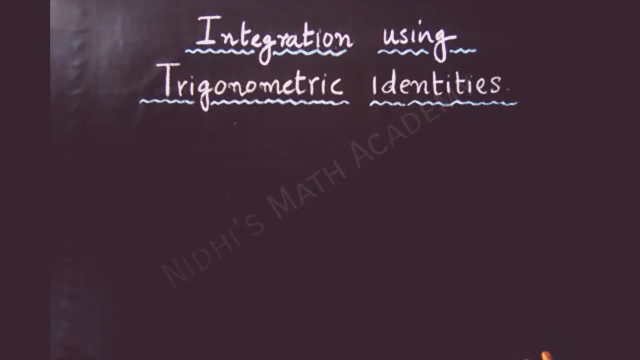 Integration using
Trigonometric Identities.
NIDHI'S MATH ACADEMY